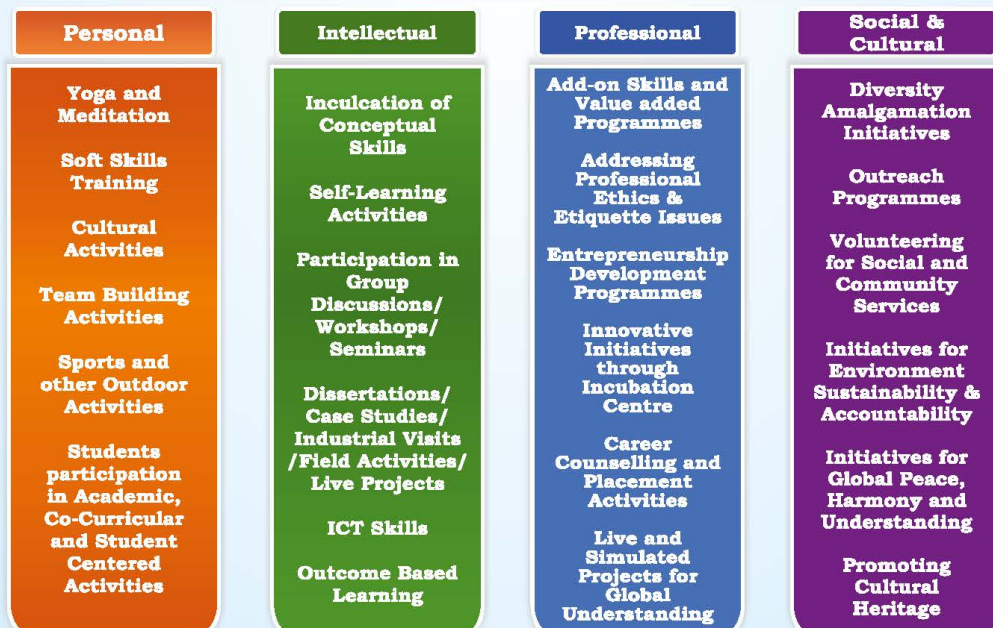 Personal
Yoga and
Meditation
Soft Skills
Training
Cultural
Activities
Team Building
Activities
Sports and
other Outdoor
Activities
Students
participation
in Academic,
Co-Curricular
and Student
Centered
Activities
Intellectual
Inculcation of
Conceptual
Skills
Self-Learning
Activities
Participation in
Group
Discussions/
Workshops/
Seminars
Dissertations/
Case Studies/
Industrial Visits
/Field Activities/
Live Projects
ICT Skills
Outcome Based
Learning
Professional
Add-on Skills and
Value added
Programmes
Addressing
Professional
Ethics &
Etiquette Issues
Entrepreneurship
Development
Programmes
Innovative
Initiatives
through
Incubation
Centre
Career
Counselling and
Placement
Activities
Live and
Simulated
Projects for
Global
Understanding
Social &
Cultural
Diversity
Amalgamation
Initiatives
Outreach
Programmes
Volunteering
for Social and
Community
Services
Initiatives for
Environment
Sustainability &
Accountability
Initiatives for
Global Peace,
Harmony and
Understanding
Promoting
Cultural
Heritage